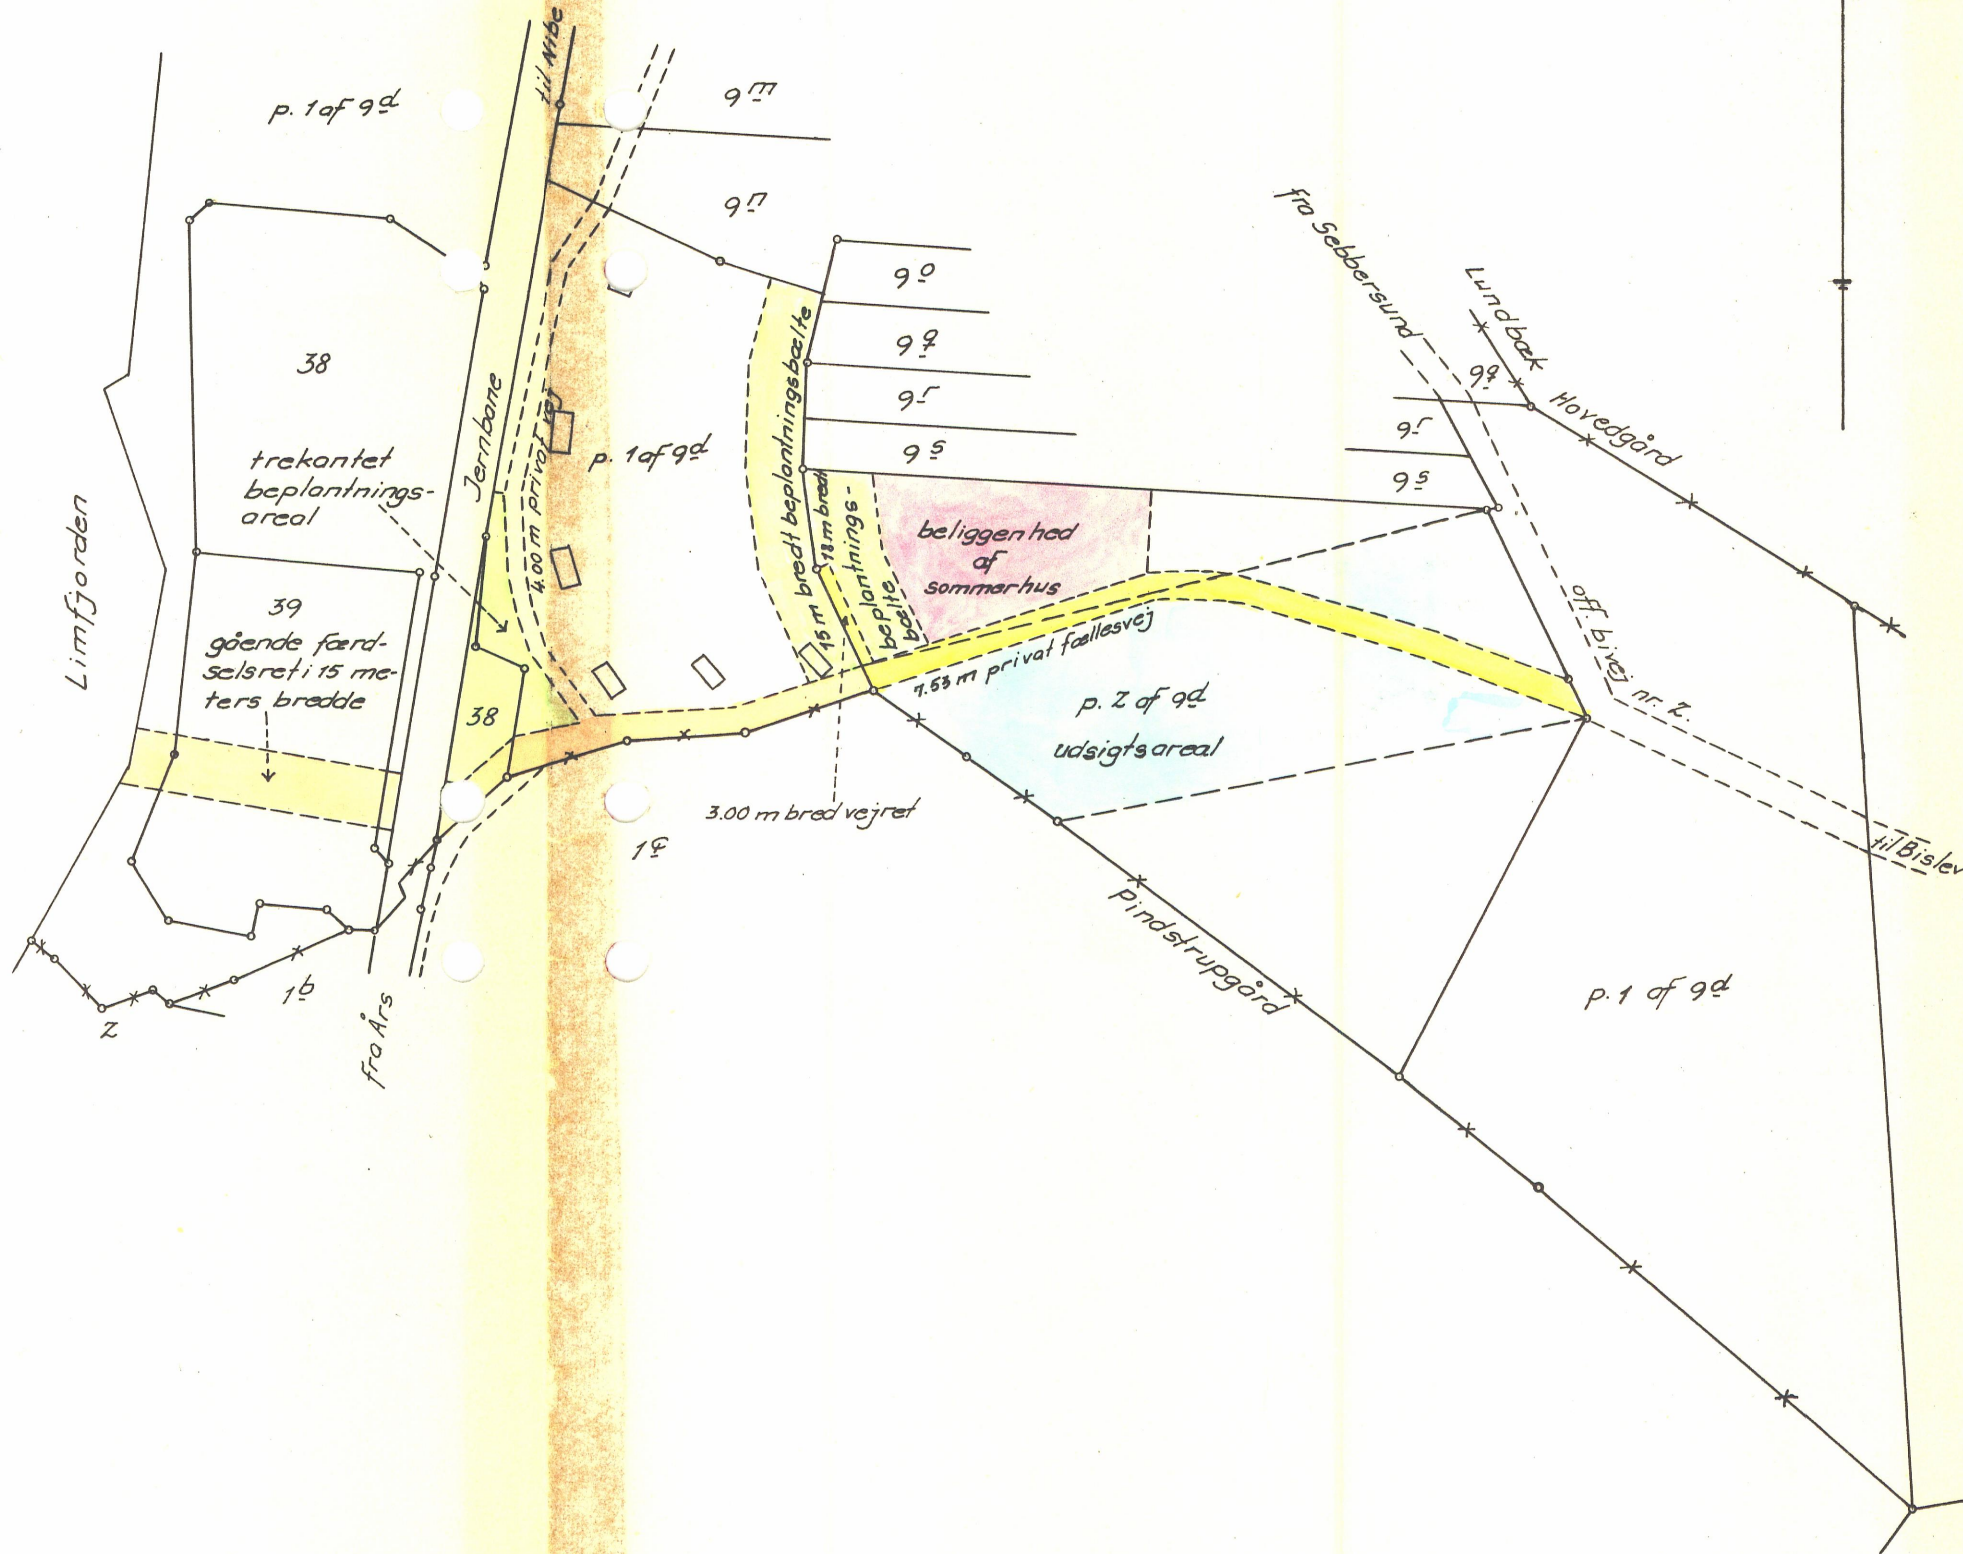 til Nibe
p. 1 af 9d
9m
9n
9o
9q
9r
9s
fra Sebbersund
Lundbæk
Hovedgård
9q
9r
9s
38
Jernbane
trekantet
beplantnings-
areal
4.00 m privat vej
p. 1 af 9d
15 m bredt beplantningsbælte
18 m bredt
beplantnings-
bælte
beliggenhed
af
sommerhus
Limfjorden
39
gående færd-
selsret i 15 me-
ters bredde
38
7.53 m privat fællesvej
p. 2 af 9d
udsigtsareal
off. bivej nr. 2.
til Bislev
3.00 m bred vejret
1c
Pindstrupgård
p. 1 af 9d
1b
2
fra Års